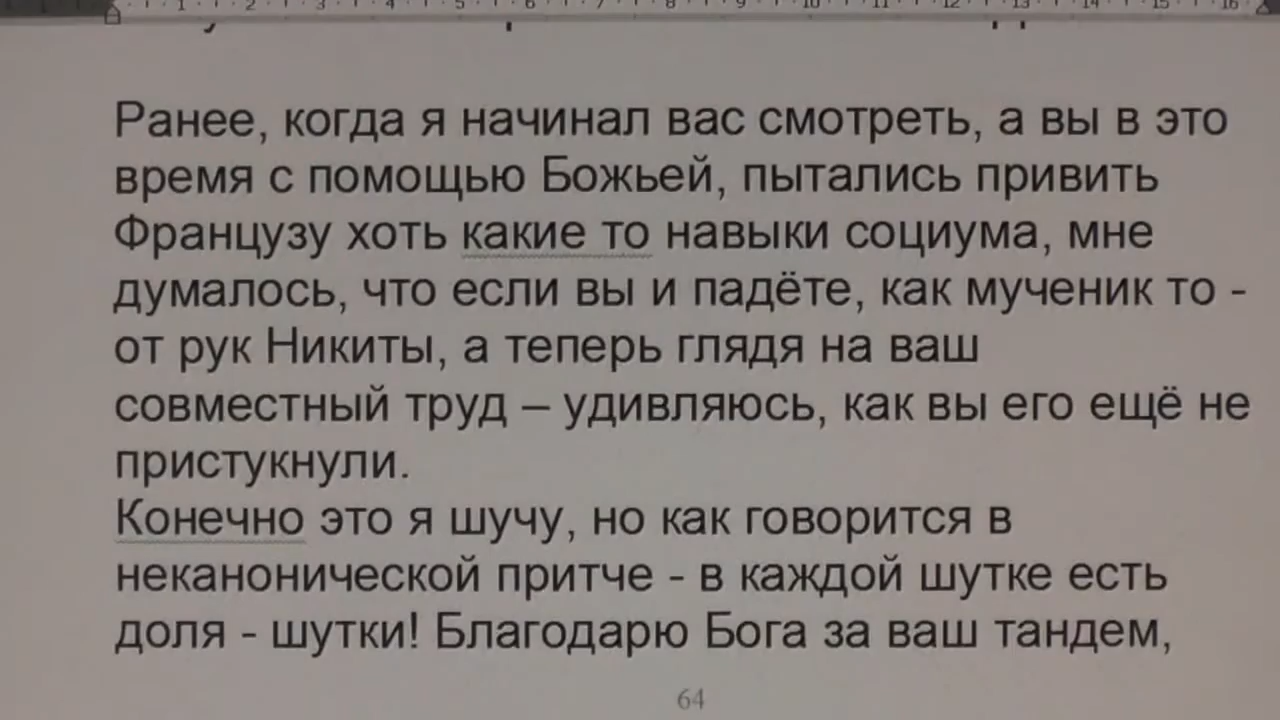 Ранее, когда я начинал вас смотреть, а вы в это
время с помощью Божьей, пытались привить
Французу хоть какие то навыки социума, мне
думалось, что если вы и падёте, как мученик то -
от рук Никиты, а теперь глядя на ваш
совместный труд – удивляюсь, как вы его ещё не
пристукнули.
Конечно это я шучу, но как говорится в
неканонической притче - в каждой шутке есть
доля - шутки! Благодарю Бога за ваш тандем,
64